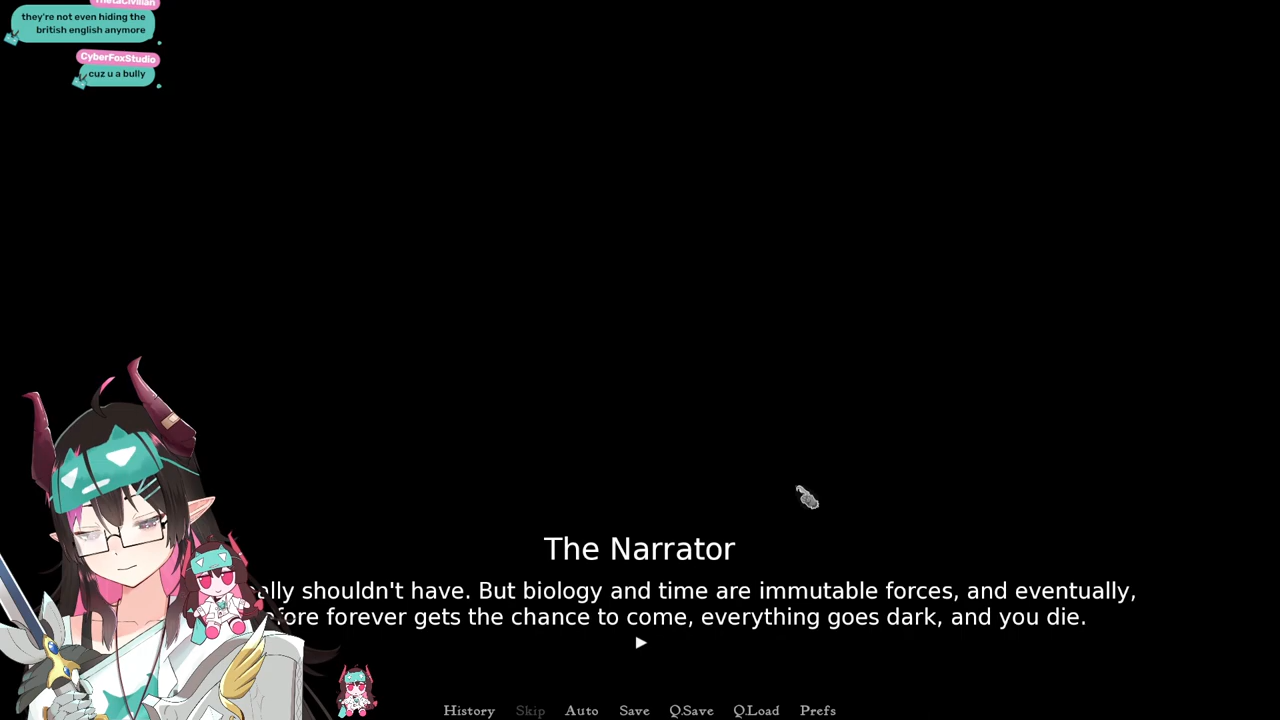 ThetaCivilian
they're not even hiding the
british english anymore
CyberFoxStudio
cuz u a bully
The Narrator
shouldn't have. But biology and time are immutable forces, and eventually,
forever gets the chance to come, everything goes dark, and you die.
History Skip Auto Save Q.Save Q.Load Prefs